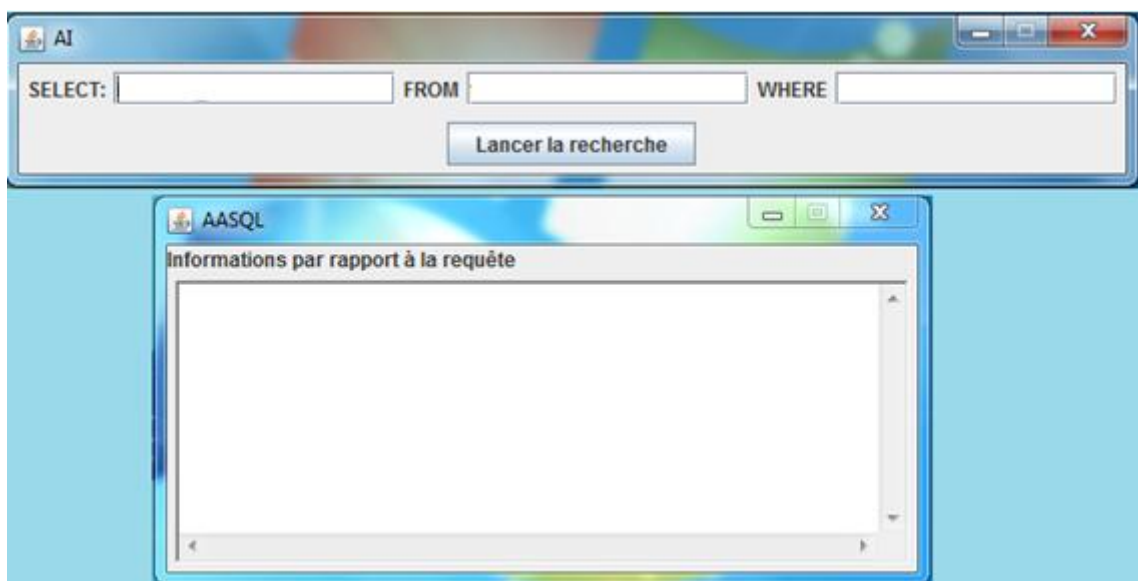 AI
SELECT: FROM WHERE
Lancer la recherche
AASQL
Informations par rapport à la requête